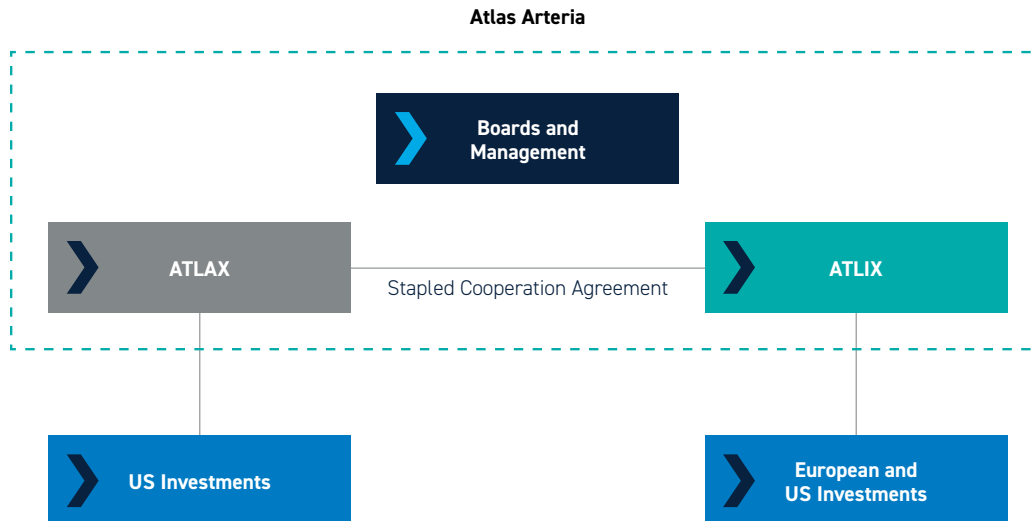 Atlas Arteria
Boards and
Management
ATLAX
Stapled Cooperation Agreement
ATLIX
US Investments
European and
US Investments